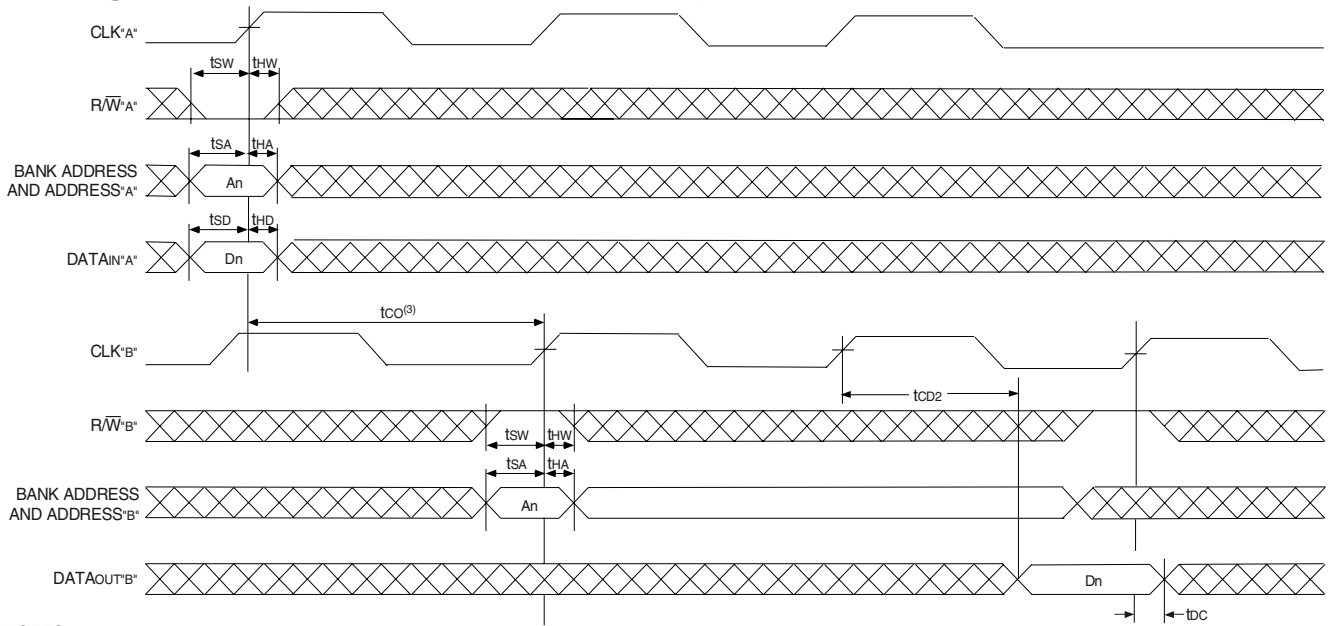 CLK"A"
tSW tHW
R/W̅"A"
tSA tHA
BANK ADDRESS
AND ADDRESS"A"
An
tSD tHD
DATAIN"A"
Dn
tCO(3)
CLK"B"
tCD2
R/W̅"B"
tSW tHW
tSA tHA
BANK ADDRESS
AND ADDRESS"B"
An
DATAOUT"B"
Dn
tDC